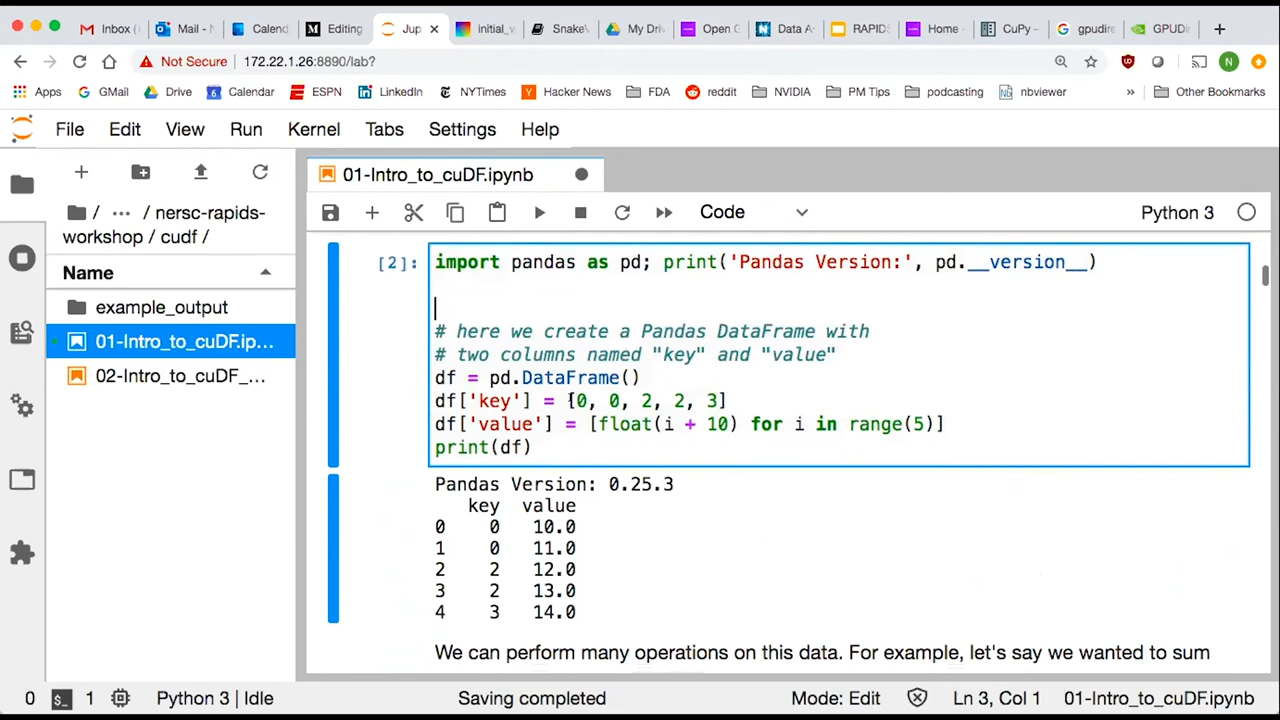 Inbox (
Mail - N
Calend
Editing
Jup
initial_v
Snake\
My Driv
Open G
Data A
RAPIDS
Home
CuPy –
gpudire
GPUDi
Not Secure | 172.22.1.26:8890/lab?
Apps GMail Drive Calendar ESPN LinkedIn NYTimes Hacker News FDA reddit NVIDIA PM Tips podcasting nbviewer » Other Bookmarks
File Edit View Run Kernel Tabs Settings Help
/ ... / nersc-rapids-
workshop / cudf /
Name
example_output
01-Intro_to_cuDF.ip...
02-Intro_to_cuDF_...
01-Intro_to_cuDF.ipynb
Code
Python 3
[2]:
import pandas as pd; print('Pandas Version:', pd.__version__)
# here we create a Pandas DataFrame with
# two columns named "key" and "value"
df = pd.DataFrame()
df['key'] = [0, 0, 2, 2, 3]
df['value'] = [float(i + 10) for i in range(5)]
print(df)
Pandas Version: 0.25.3
key value
0 0 10.0
1 0 11.0
2 2 12.0
3 2 13.0
4 3 14.0
We can perform many operations on this data. For example, let's say we wanted to sum
0 1 Python 3 | Idle Saving completed Mode: Edit Ln 3, Col 1 01-Intro_to_cuDF.ipynb